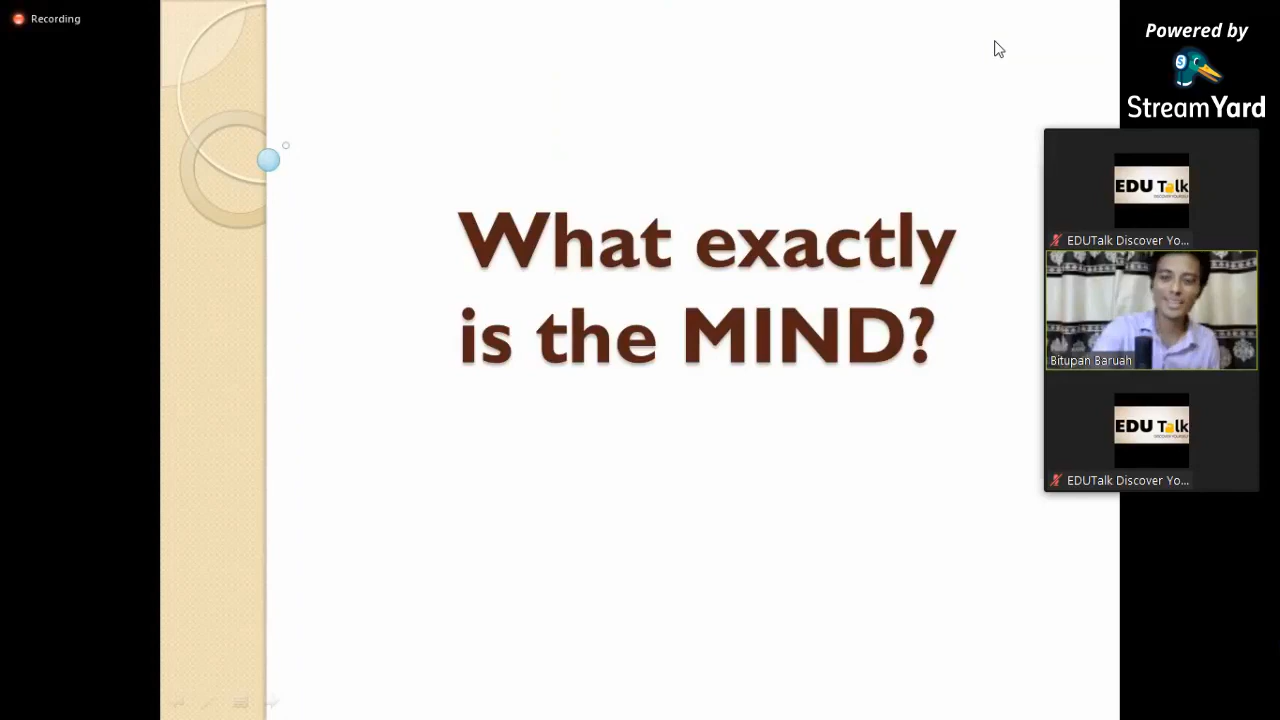 Recording
Powered by
StreamYard
What exactly
is the MIND?
EDU Talk
EDUTalk Discover Yo...
Bitupan Baruah
EDU Talk
EDUTalk Discover Yo...